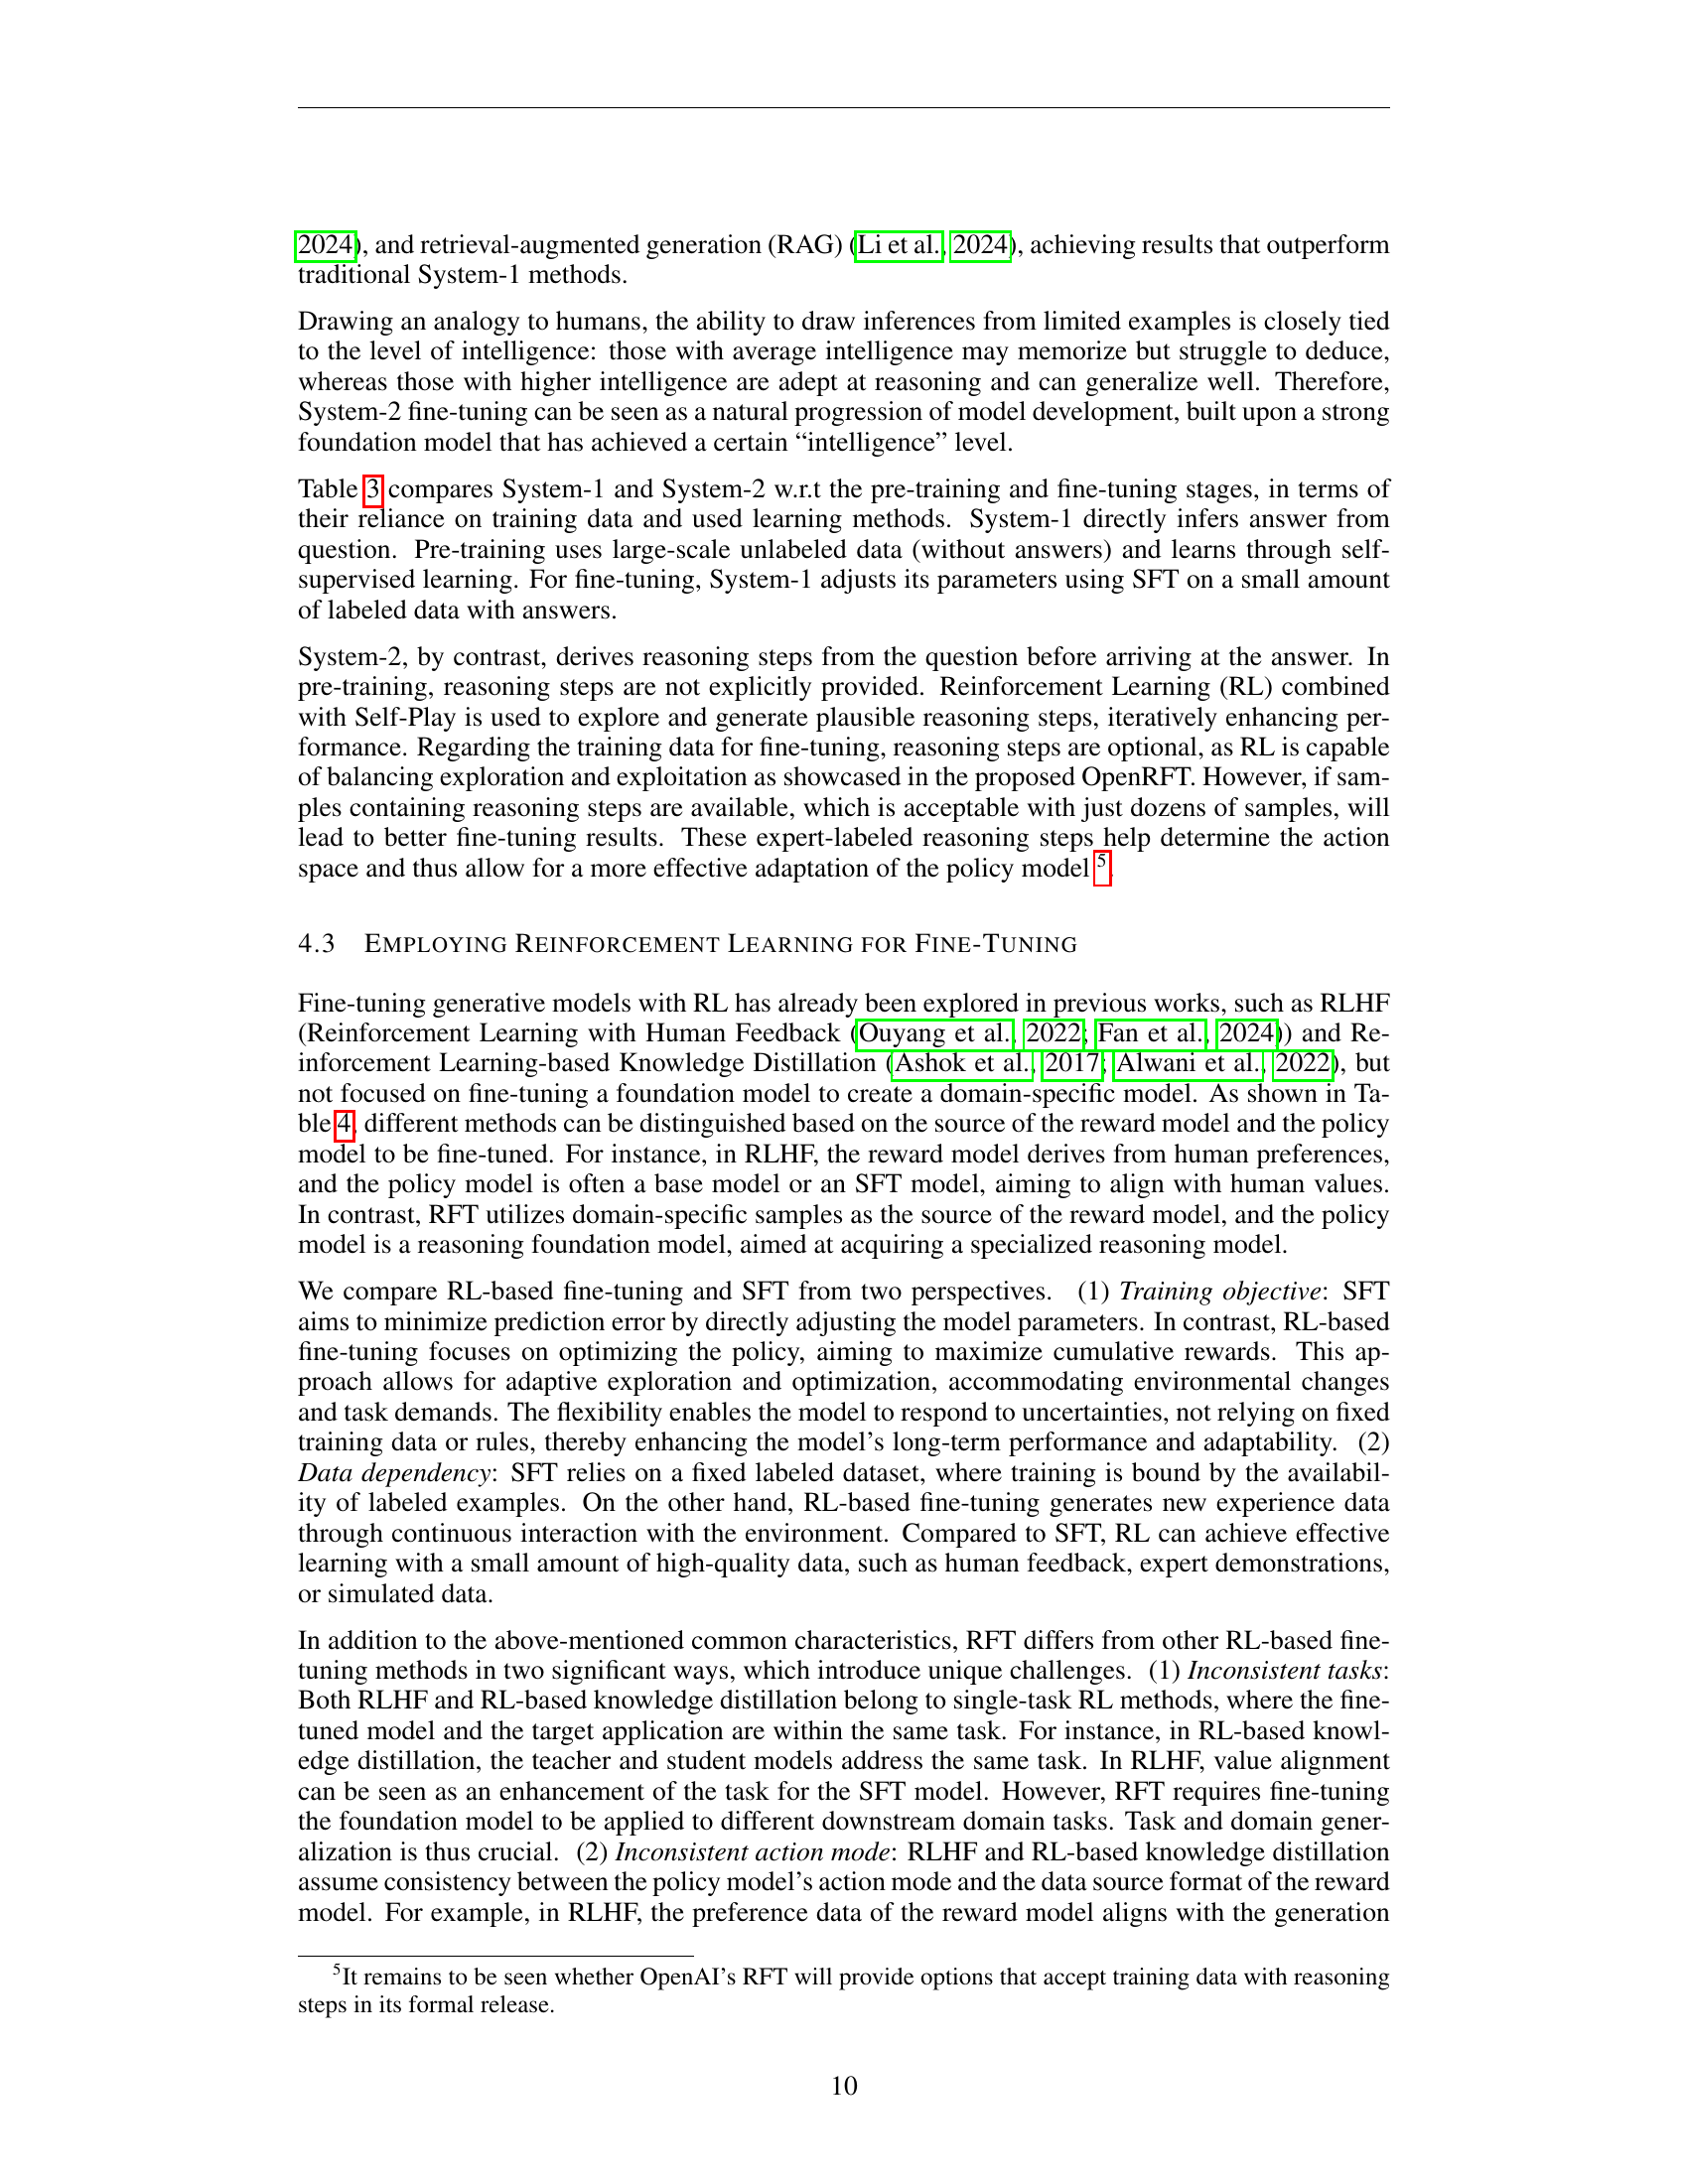 2024), and retrieval-augmented generation (RAG) (Li et al., 2024), achieving results that outperform
traditional System-1 methods.
Drawing an analogy to humans, the ability to draw inferences from limited examples is closely tied
to the level of intelligence: those with average intelligence may memorize but struggle to deduce,
whereas those with higher intelligence are adept at reasoning and can generalize well. Therefore,
System-2 fine-tuning can be seen as a natural progression of model development, built upon a strong
foundation model that has achieved a certain “intelligence” level.
Table 3 compares System-1 and System-2 w.r.t the pre-training and fine-tuning stages, in terms of
their reliance on training data and used learning methods. System-1 directly infers answer from
question. Pre-training uses large-scale unlabeled data (without answers) and learns through self-
supervised learning. For fine-tuning, System-1 adjusts its parameters using SFT on a small amount
of labeled data with answers.
System-2, by contrast, derives reasoning steps from the question before arriving at the answer. In
pre-training, reasoning steps are not explicitly provided. Reinforcement Learning (RL) combined
with Self-Play is used to explore and generate plausible reasoning steps, iteratively enhancing per-
formance. Regarding the training data for fine-tuning, reasoning steps are optional, as RL is capable
of balancing exploration and exploitation as showcased in the proposed OpenRFT. However, if sam-
ples containing reasoning steps are available, which is acceptable with just dozens of samples, will
lead to better fine-tuning results. These expert-labeled reasoning steps help determine the action
space and thus allow for a more effective adaptation of the policy model 5.
4.3 EMPLOYING REINFORCEMENT LEARNING FOR FINE-TUNING
Fine-tuning generative models with RL has already been explored in previous works, such as RLHF
(Reinforcement Learning with Human Feedback (Ouyang et al., 2022; Fan et al., 2024)) and Re-
inforcement Learning-based Knowledge Distillation (Ashok et al., 2017; Alwani et al., 2022), but
not focused on fine-tuning a foundation model to create a domain-specific model. As shown in Ta-
ble 4, different methods can be distinguished based on the source of the reward model and the policy
model to be fine-tuned. For instance, in RLHF, the reward model derives from human preferences,
and the policy model is often a base model or an SFT model, aiming to align with human values.
In contrast, RFT utilizes domain-specific samples as the source of the reward model, and the policy
model is a reasoning foundation model, aimed at acquiring a specialized reasoning model.
We compare RL-based fine-tuning and SFT from two perspectives. (1) Training objective: SFT
aims to minimize prediction error by directly adjusting the model parameters. In contrast, RL-based
fine-tuning focuses on optimizing the policy, aiming to maximize cumulative rewards. This ap-
proach allows for adaptive exploration and optimization, accommodating environmental changes
and task demands. The flexibility enables the model to respond to uncertainties, not relying on fixed
training data or rules, thereby enhancing the model’s long-term performance and adaptability. (2)
Data dependency: SFT relies on a fixed labeled dataset, where training is bound by the availabil-
ity of labeled examples. On the other hand, RL-based fine-tuning generates new experience data
through continuous interaction with the environment. Compared to SFT, RL can achieve effective
learning with a small amount of high-quality data, such as human feedback, expert demonstrations,
or simulated data.
In addition to the above-mentioned common characteristics, RFT differs from other RL-based fine-
tuning methods in two significant ways, which introduce unique challenges. (1) Inconsistent tasks:
Both RLHF and RL-based knowledge distillation belong to single-task RL methods, where the fine-
tuned model and the target application are within the same task. For instance, in RL-based knowl-
edge distillation, the teacher and student models address the same task. In RLHF, value alignment
can be seen as an enhancement of the task for the SFT model. However, RFT requires fine-tuning
the foundation model to be applied to different downstream domain tasks. Task and domain gener-
alization is thus crucial. (2) Inconsistent action mode: RLHF and RL-based knowledge distillation
assume consistency between the policy model’s action mode and the data source format of the reward
model. For example, in RLHF, the preference data of the reward model aligns with the generation
5It remains to be seen whether OpenAI’s RFT will provide options that accept training data with reasoning
steps in its formal release.
10